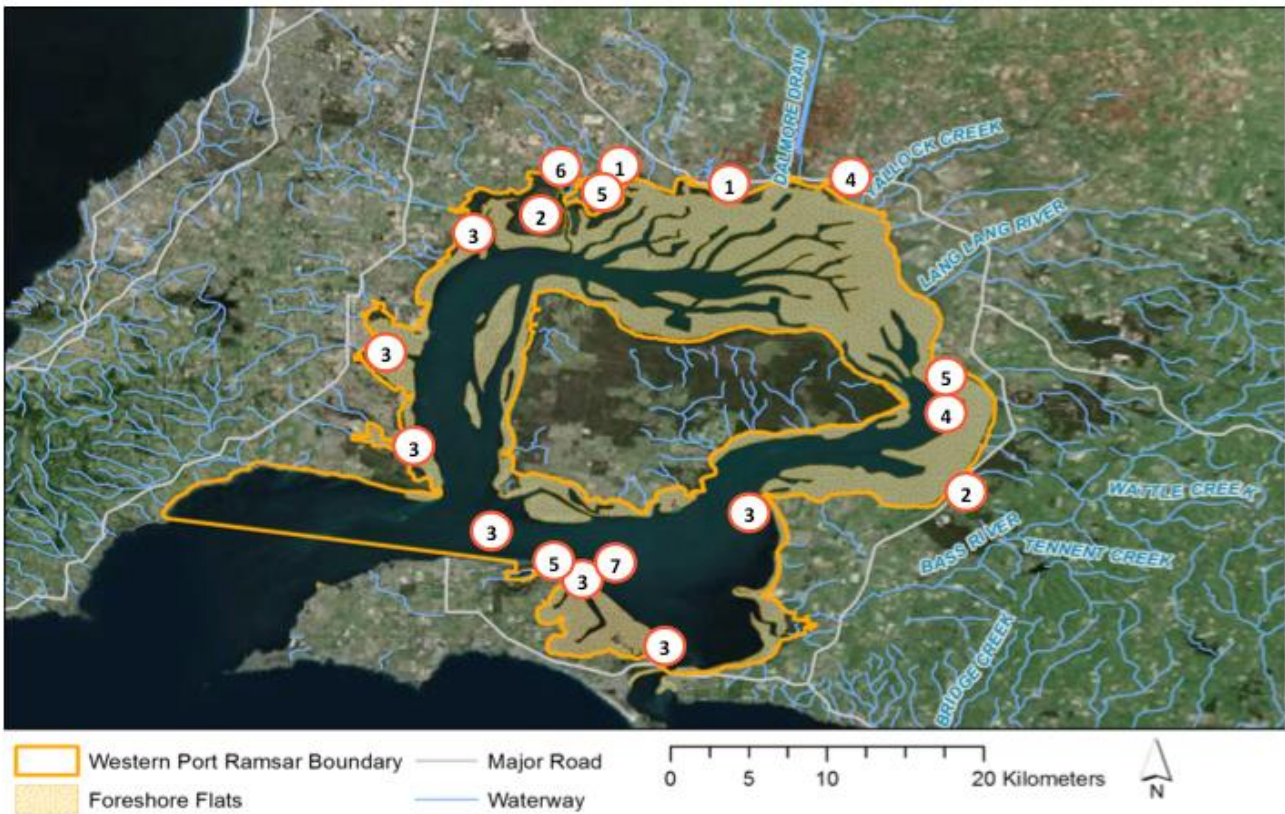 DALMORE DRAIN
YALLOCK CREEK
LANG LANG RIVER
6
1
5
1
4
2
3
3
5
4
3
2
WATTLE CREEK
3
3
BASS RIVER
TENNENT CREEK
5
7
3
3
BRIDGE CREEK
Western Port Ramsar Boundary
Major Road
Foreshore Flats
Waterway
0 5 10 20 Kilometers
N